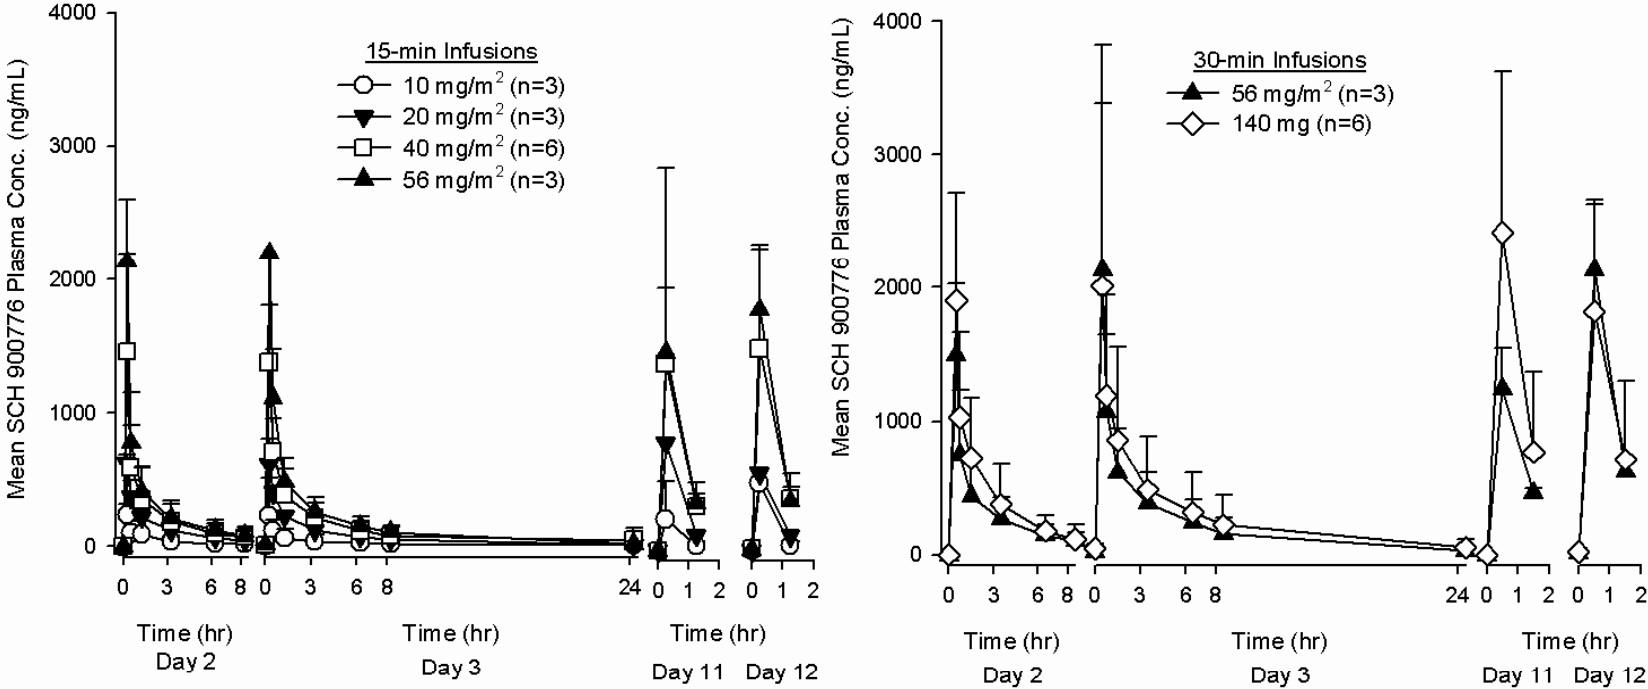 Mean SCH 900776 Plasma Conc. (ng/mL)
4000
3000
2000
1000
0
15-min Infusions
10 mg/m² (n=3)
20 mg/m² (n=3)
40 mg/m² (n=6)
56 mg/m² (n=3)
0 3 6 8 0 3 6 8 24 0 1 2 0 1 2
Time (hr) Time (hr) Time (hr)
Day 2 Day 3 Day 11 Day 12
Mean SCH 900776 Plasma Conc. (ng/mL)
4000
3000
2000
1000
0
30-min Infusions
56 mg/m² (n=3)
140 mg (n=6)
0 3 6 8 0 3 6 8 24 0 1 2 0 1 2
Time (hr) Time (hr) Time (hr)
Day 2 Day 3 Day 11 Day 12